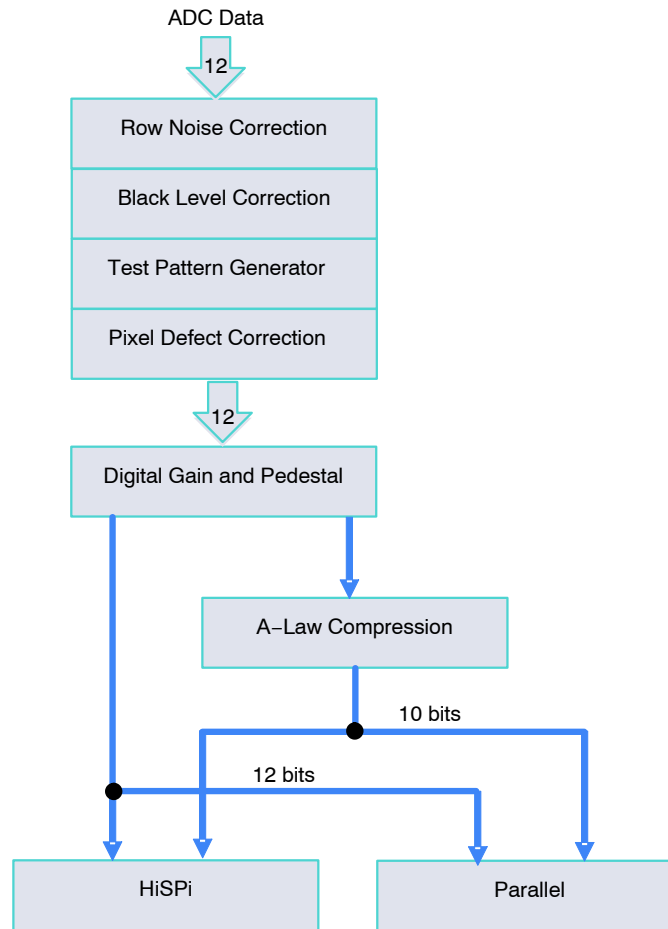 ADC Data
12
Row Noise Correction
Black Level Correction
Test Pattern Generator
Pixel Defect Correction
12
Digital Gain and Pedestal
A−Law Compression
10 bits
12 bits
HiSPi
Parallel